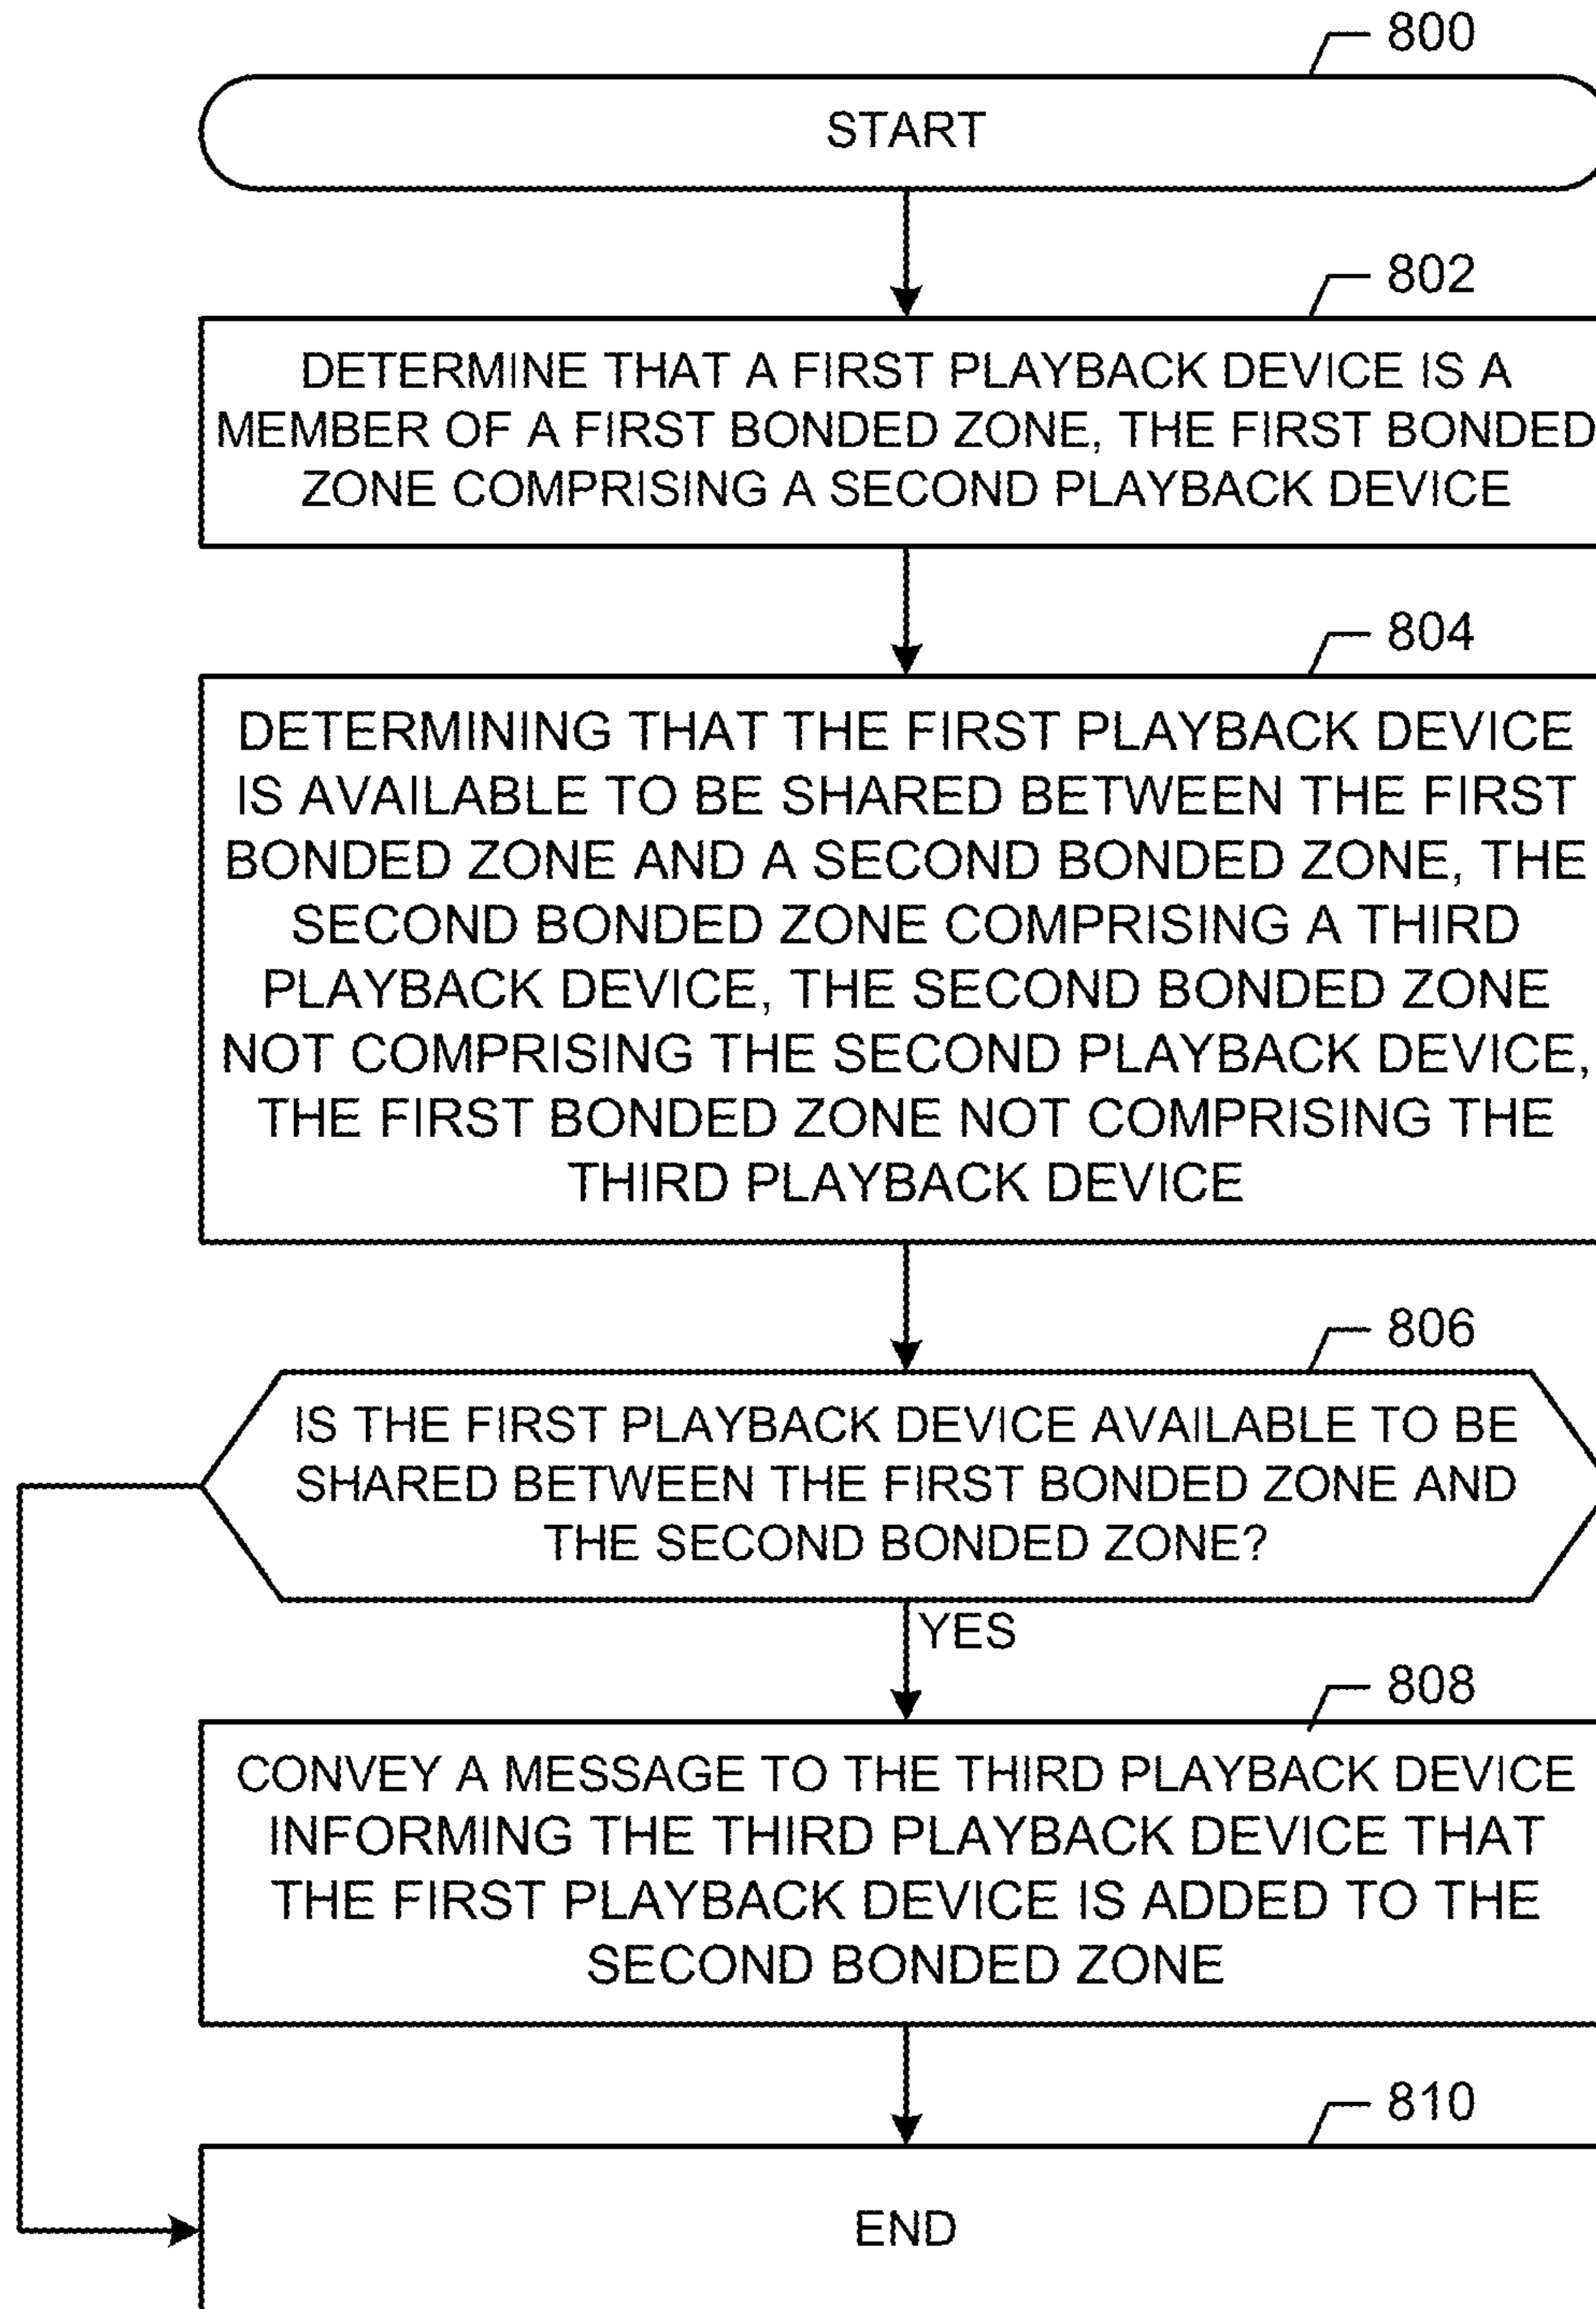 800
START
802
DETERMINE THAT A FIRST PLAYBACK DEVICE IS A
MEMBER OF A FIRST BONDED ZONE, THE FIRST BONDED
ZONE COMPRISING A SECOND PLAYBACK DEVICE
804
DETERMINING THAT THE FIRST PLAYBACK DEVICE
IS AVAILABLE TO BE SHARED BETWEEN THE FIRST
BONDED ZONE AND A SECOND BONDED ZONE, THE
SECOND BONDED ZONE COMPRISING A THIRD
PLAYBACK DEVICE, THE SECOND BONDED ZONE
NOT COMPRISING THE SECOND PLAYBACK DEVICE,
THE FIRST BONDED ZONE NOT COMPRISING THE
THIRD PLAYBACK DEVICE
806
IS THE FIRST PLAYBACK DEVICE AVAILABLE TO BE
SHARED BETWEEN THE FIRST BONDED ZONE AND
THE SECOND BONDED ZONE?
YES
808
CONVEY A MESSAGE TO THE THIRD PLAYBACK DEVICE
INFORMING THE THIRD PLAYBACK DEVICE THAT
THE FIRST PLAYBACK DEVICE IS ADDED TO THE
SECOND BONDED ZONE
810
END